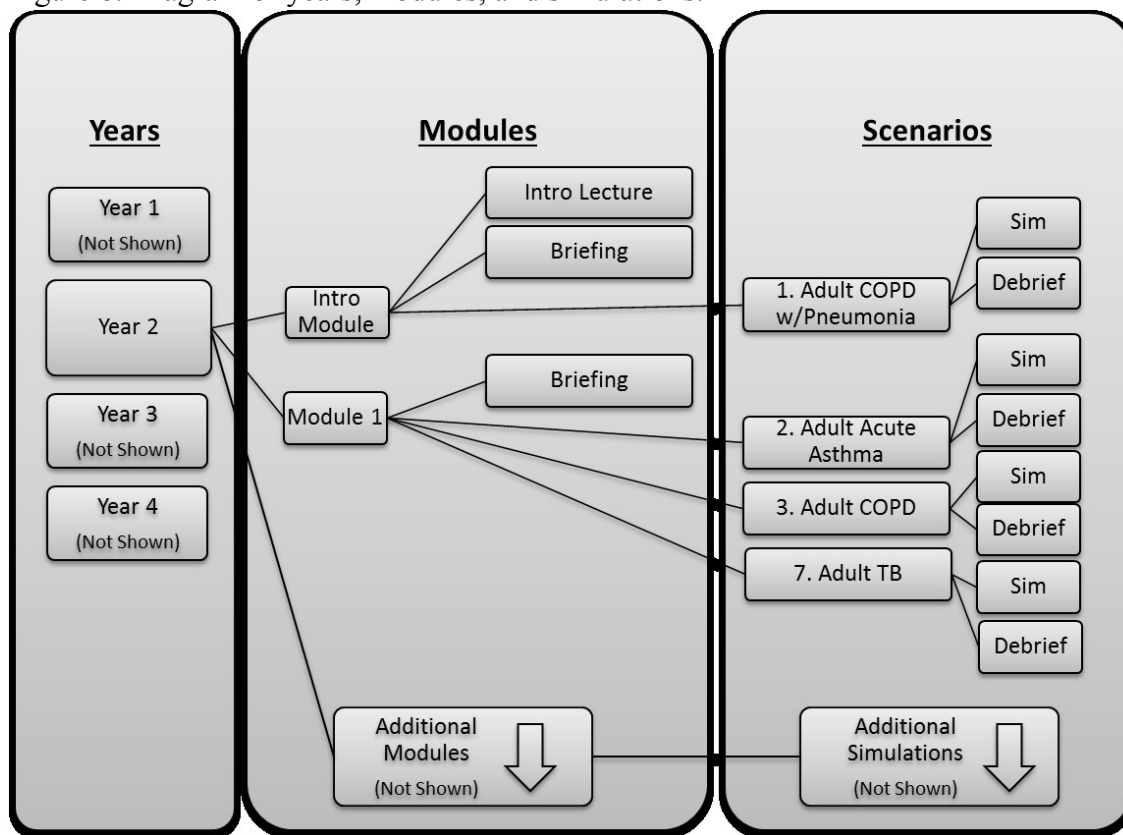 Years
Year 1
(Not Shown)
Year 2
Year 3
(Not Shown)
Year 4
(Not Shown)
Modules
Intro Lecture
Briefing
Intro
Module
Briefing
Module 1
Additional
Modules
(Not Shown)
Scenarios
1. Adult COPD
w/Pneumonia
Sim
Debrief
2. Adult Acute
Asthma
Sim
Debrief
3. Adult COPD
Sim
Debrief
7. Adult TB
Sim
Debrief
Additional
Simulations
(Not Shown)